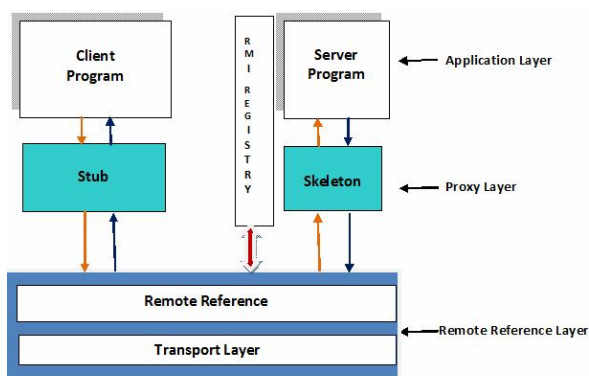 Client
Program
RMI REGISTRY
Server
Program
Application Layer
Stub
Skeleton
Proxy Layer
Remote Reference
Transport Layer
Remote Reference Layer